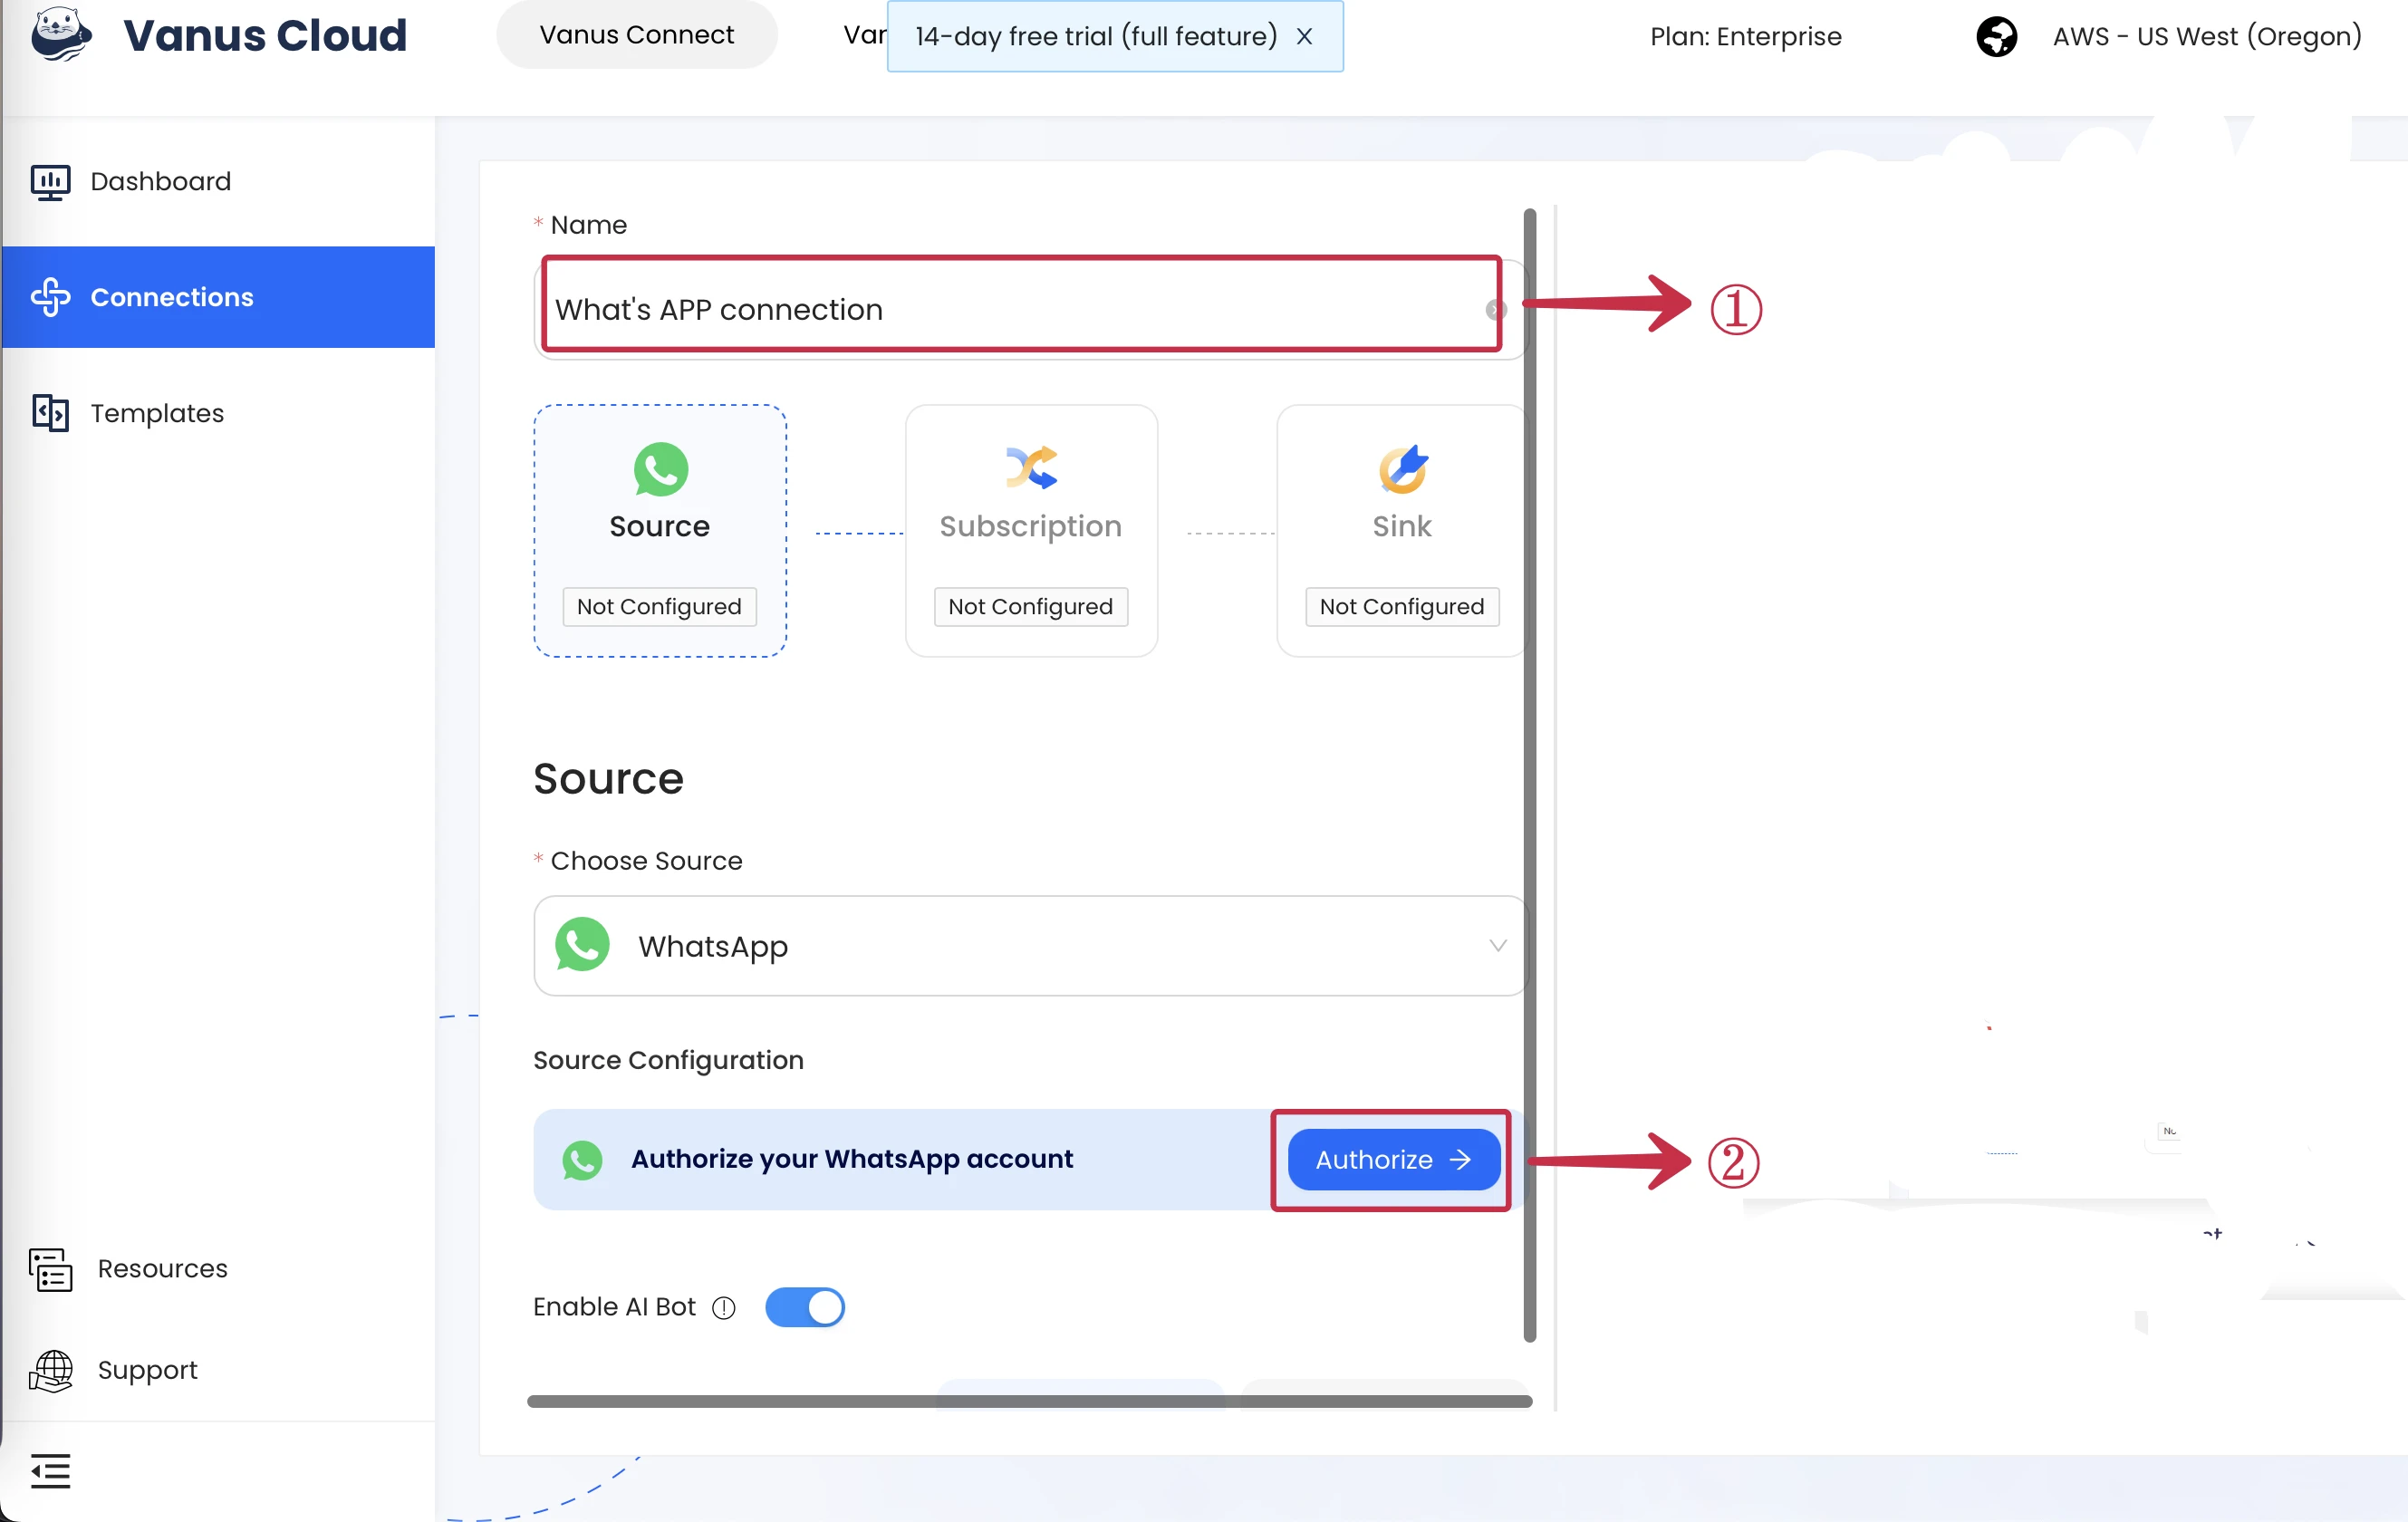 Vanus Cloud
Vanus Connect
14-day free trial (full feature) X
Plan: Enterprise
AWS - US West (Oregon)
Dashboard
Connections
Templates
* Name
What's APP connection
①
Source
Subscription
Sink
Not Configured
Not Configured
Not Configured
Source
* Choose Source
WhatsApp
Source Configuration
Authorize your WhatsApp account
Authorize →
②
Enable AI Bot
Resources
Support